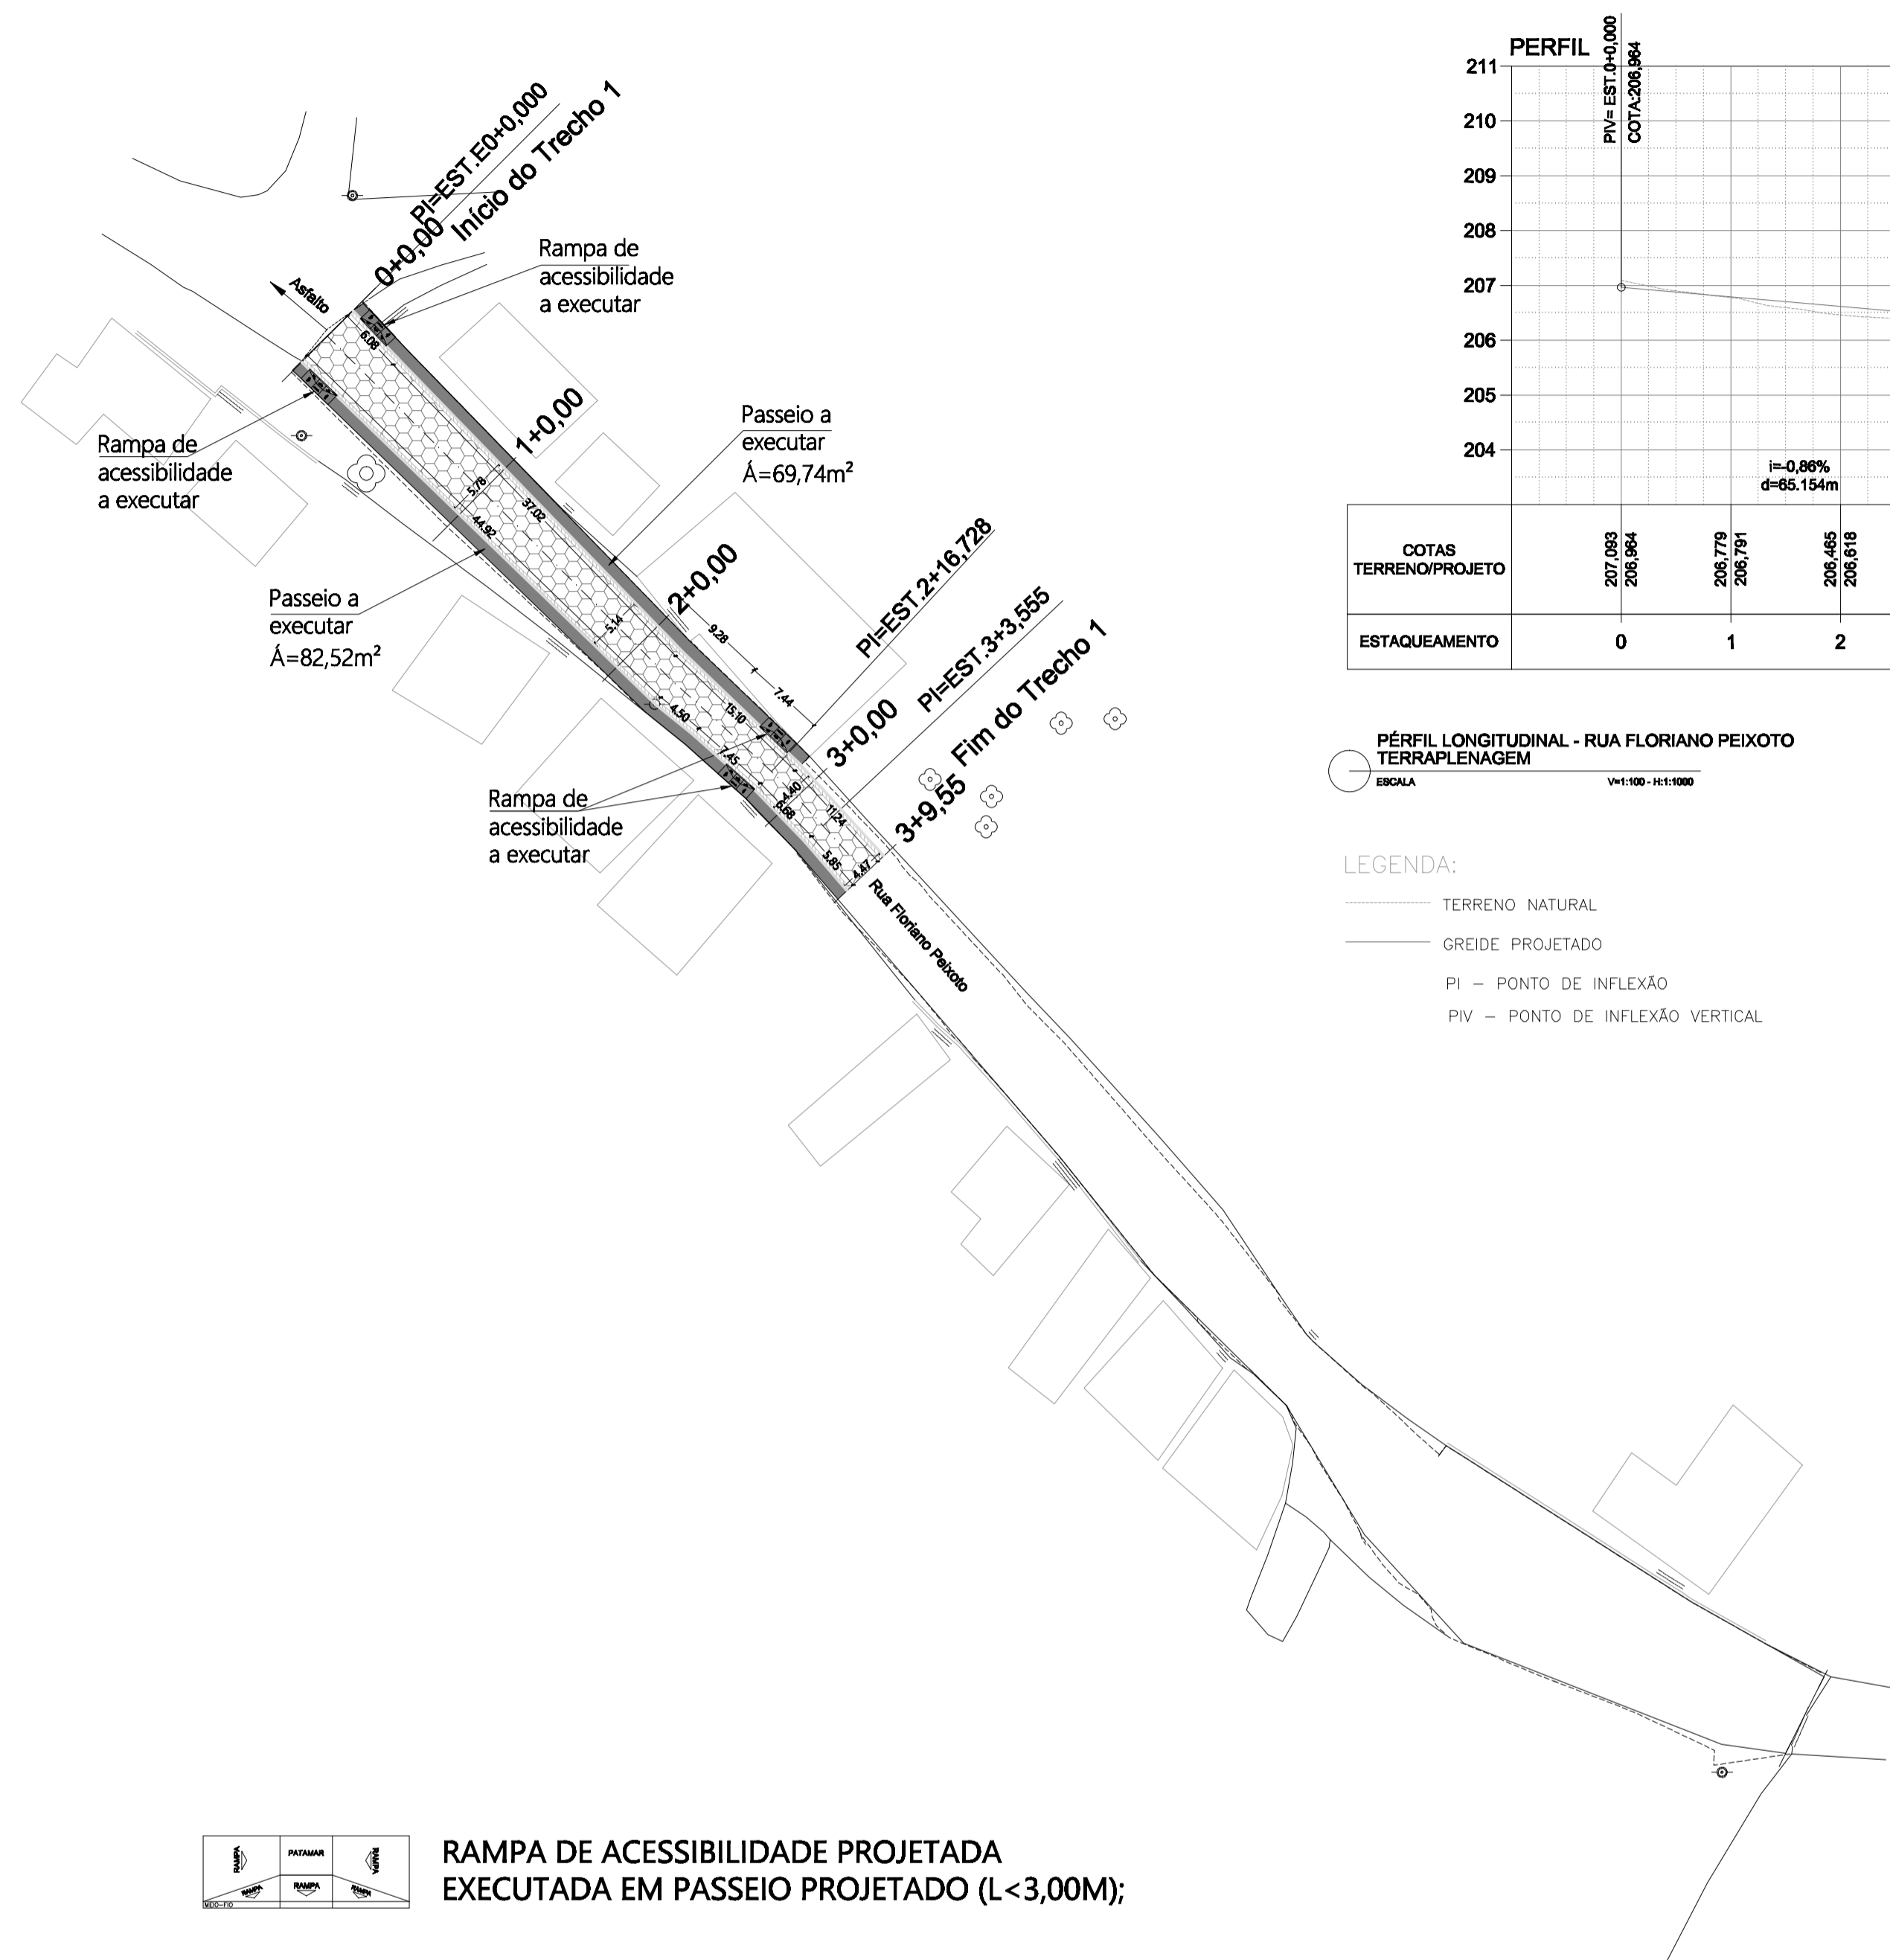 PI=EST.E0+0,000
Início do Trecho 1
0+0,00
Asfalto
Rampa de
acessibilidade
a executar
6.08
Rampa de
acessibilidade
a executar
1+0,00
5.78
37.02
44.92
Passeio a
executar
Á=69,74m²
Passeio a
executar
Á=82,52m²
2+0,00
5.14
9.28
7.44
PI=EST.2+16,728
PI=EST.3+3,555
Fim do Trecho 1
3+0,00
3+9,55
4.50
15.10
7.45
4.40
6.68
11.24
5.85
4.47
Rampa de
acessibilidade
a executar
Rua Floriano Peixoto
PERFIL
PIV= EST.0+0,000
COTA:206,964
211
210
209
208
207
206
205
204
i=-0,86%
d=65.154m
COTAS
TERRENO/PROJETO
207,093
206,964
206,779
206,791
206,465
206,618
ESTAQUEAMENTO
0
1
2
PÉRFIL LONGITUDINAL - RUA FLORIANO PEIXOTO
TERRAPLENAGEM
ESCALA
V=1:100 - H:1:1000
LEGENDA:
TERRENO NATURAL
GREIDE PROJETADO
PI – PONTO DE INFLEXÃO
PIV – PONTO DE INFLEXÃO VERTICAL
RAMPA
PATAMAR
RAMPA
RAMPA
RAMPA
RAMPA
MEIO-FIO
RAMPA DE ACESSIBILIDADE PROJETADA
EXECUTADA EM PASSEIO PROJETADO (L<3,00M);